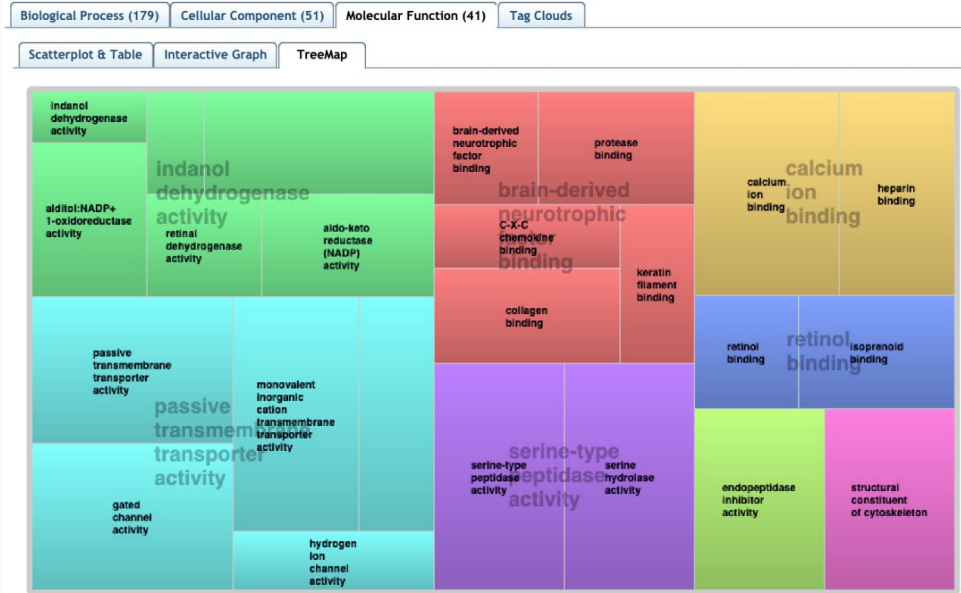 Biological Process (179)
Cellular Component (51)
Molecular Function (41)
Tag Clouds
Scatterplot & Table
Interactive Graph
TreeMap
indanol
dehydrogenase
activity
alditol:NADP+
1-oxidoreductase
activity
indanol
dehydrogenase
activity
retinal
dehydrogenase
activity
aldo-keto
reductase
(NADP)
activity
brain-derived
neurotrophic
factor
binding
protease
binding
brain-derived
neurotrophic
factor
binding
C-X-C
chemokine
binding
collagen
binding
keratin
filament
binding
calcium
ion
binding
calcium
ion
binding
heparin
binding
passive
transmembrane
transporter
activity
passive
transmembrane
transporter
activity
monovalent
inorganic
cation
transmembrane
transporter
activity
gated
channel
activity
hydrogen
ion
channel
activity
serine-type
peptidase
activity
serine-type
peptidase
activity
serine
hydrolase
activity
retinol
binding
retinol
binding
isoprenoid
binding
endopeptidase
inhibitor
activity
structural
constituent
of cytoskeleton